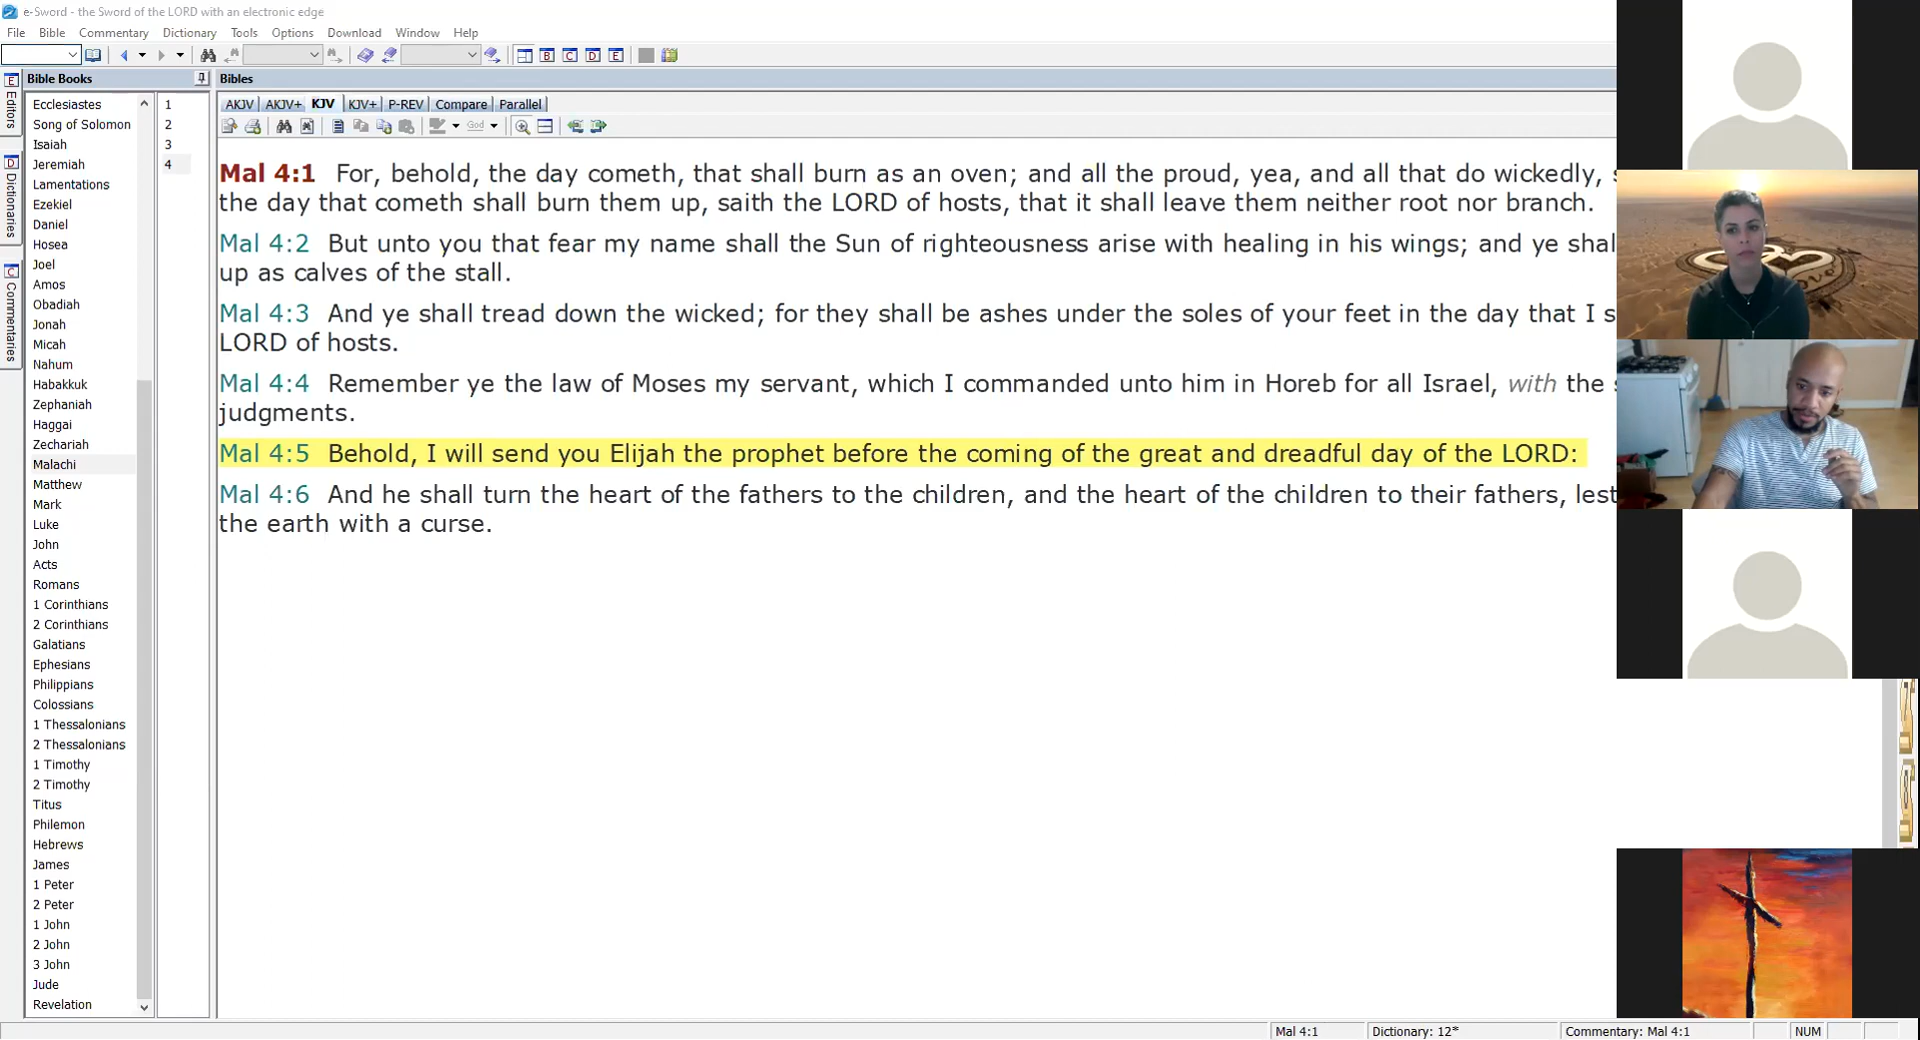 e-Sword - the Sword of the LORD with an electronic edge
File Bible Commentary Dictionary Tools Options Download Window Help
B C D E
Bible Books
Bibles
E Editors
D Dictionaries
C Commentaries
Ecclesiastes
Song of Solomon
Isaiah
Jeremiah
Lamentations
Ezekiel
Daniel
Hosea
Joel
Amos
Obadiah
Jonah
Micah
Nahum
Habakkuk
Zephaniah
Haggai
Zechariah
Malachi
Matthew
Mark
Luke
John
Acts
Romans
1 Corinthians
2 Corinthians
Galatians
Ephesians
Philippians
Colossians
1 Thessalonians
2 Thessalonians
1 Timothy
2 Timothy
Titus
Philemon
Hebrews
James
1 Peter
2 Peter
1 John
2 John
3 John
Jude
Revelation
1
2
3
4
AKJV AKJV+ KJV KJV+ P-REV Compare Parallel
God
Mal 4:1 For, behold, the day cometh, that shall burn as an oven; and all the proud, yea, and all that do wickedly,
the day that cometh shall burn them up, saith the LORD of hosts, that it shall leave them neither root nor branch.
Mal 4:2 But unto you that fear my name shall the Sun of righteousness arise with healing in his wings; and ye shal
up as calves of the stall.
Mal 4:3 And ye shall tread down the wicked; for they shall be ashes under the soles of your feet in the day that I s
LORD of hosts.
Mal 4:4 Remember ye the law of Moses my servant, which I commanded unto him in Horeb for all Israel, with the s
judgments.
Mal 4:5 Behold, I will send you Elijah the prophet before the coming of the great and dreadful day of the LORD:
Mal 4:6 And he shall turn the heart of the fathers to the children, and the heart of the children to their fathers, lest
the earth with a curse.
Mal 4:1 Dictionary: 12* Commentary: Mal 4:1 NUM